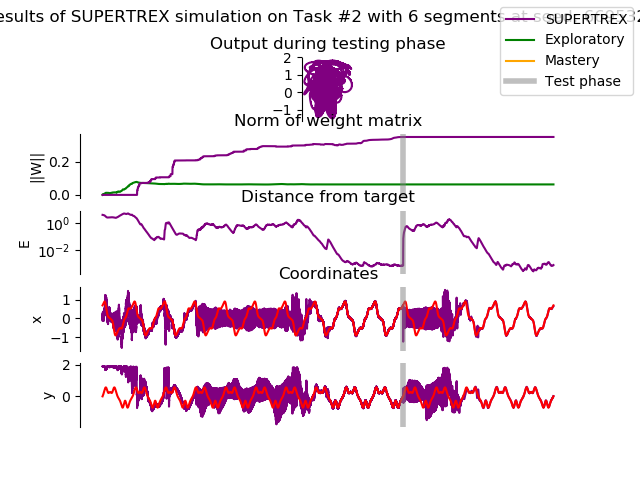 esults of SUPERTREX simulation on Task #2 with 6 segments at seed
SUPERTREX
Exploratory
Mastery
Test phase
Output during testing phase
2
1
0
−1
Norm of weight matrix
||W||
0.2
0.0
Distance from target
E
10⁰
10⁻²
Coordinates
x
1
0
−1
y
2
0